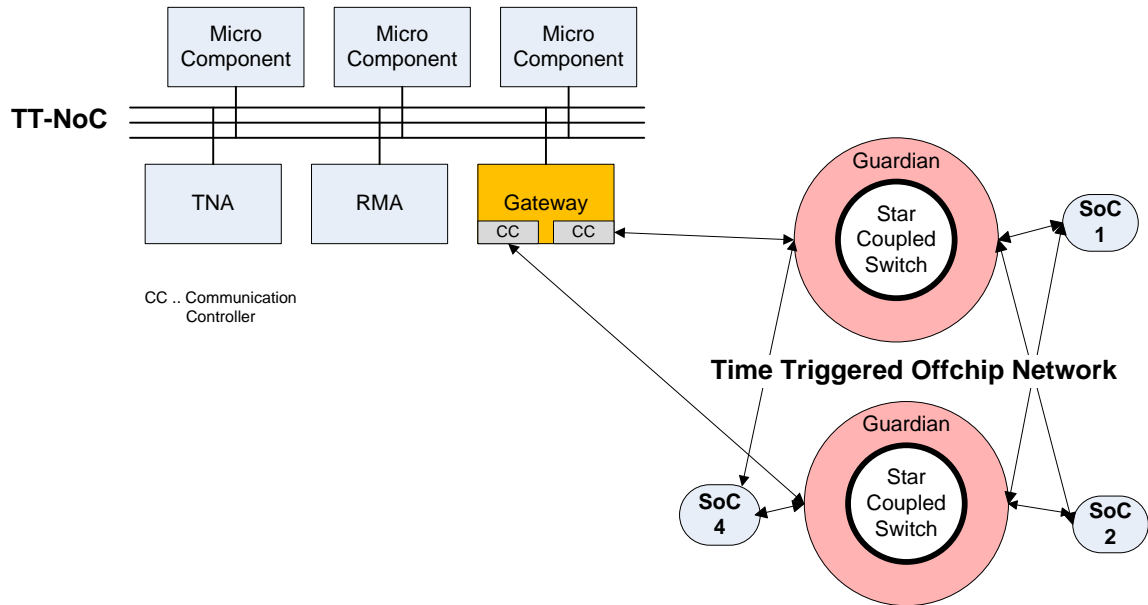 Micro
Component
Micro
Component
Micro
Component
TT-NoC
TNA
RMA
Gateway
CC
CC
CC .. Communication
Controller
Guardian
Star
Coupled
Switch
SoC
1
Time Triggered Offchip Network
Guardian
Star
Coupled
Switch
SoC
4
SoC
2